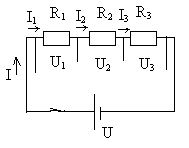 I₁ R₁ I₂ R₂ I₃ R₃
U₁ U₂ U₃
I
U